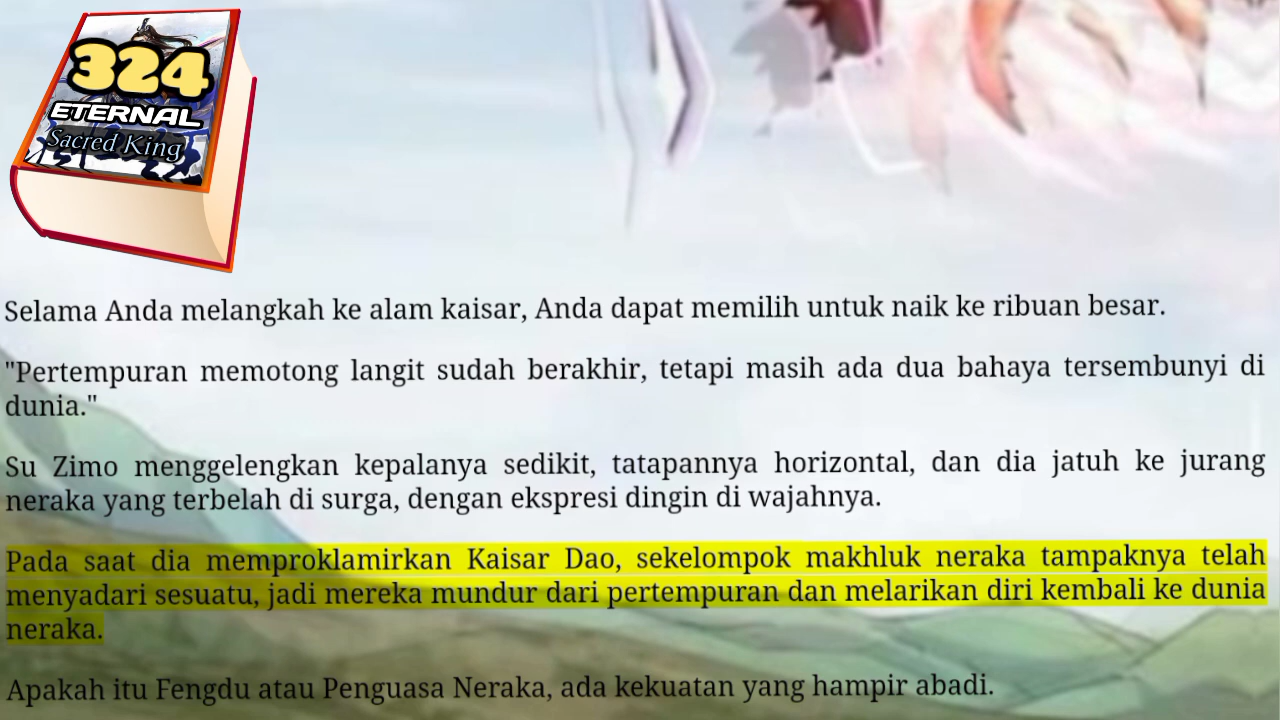 324
ETERNAL
Sacred King
Selama Anda melangkah ke alam kaisar, Anda dapat memilih untuk naik ke ribuan besar.
"Pertempuran memotong langit sudah berakhir, tetapi masih ada dua bahaya tersembunyi di
dunia."
Su Zimo menggelengkan kepalanya sedikit, tatapannya horizontal, dan dia jatuh ke jurang
neraka yang terbelah di surga, dengan ekspresi dingin di wajahnya.
Pada saat dia memproklamirkan Kaisar Dao, sekelompok makhluk neraka tampaknya telah
menyadari sesuatu, jadi mereka mundur dari pertempuran dan melarikan diri kembali ke dunia
neraka.
Apakah itu Fengdu atau Penguasa Neraka, ada kekuatan yang hampir abadi.